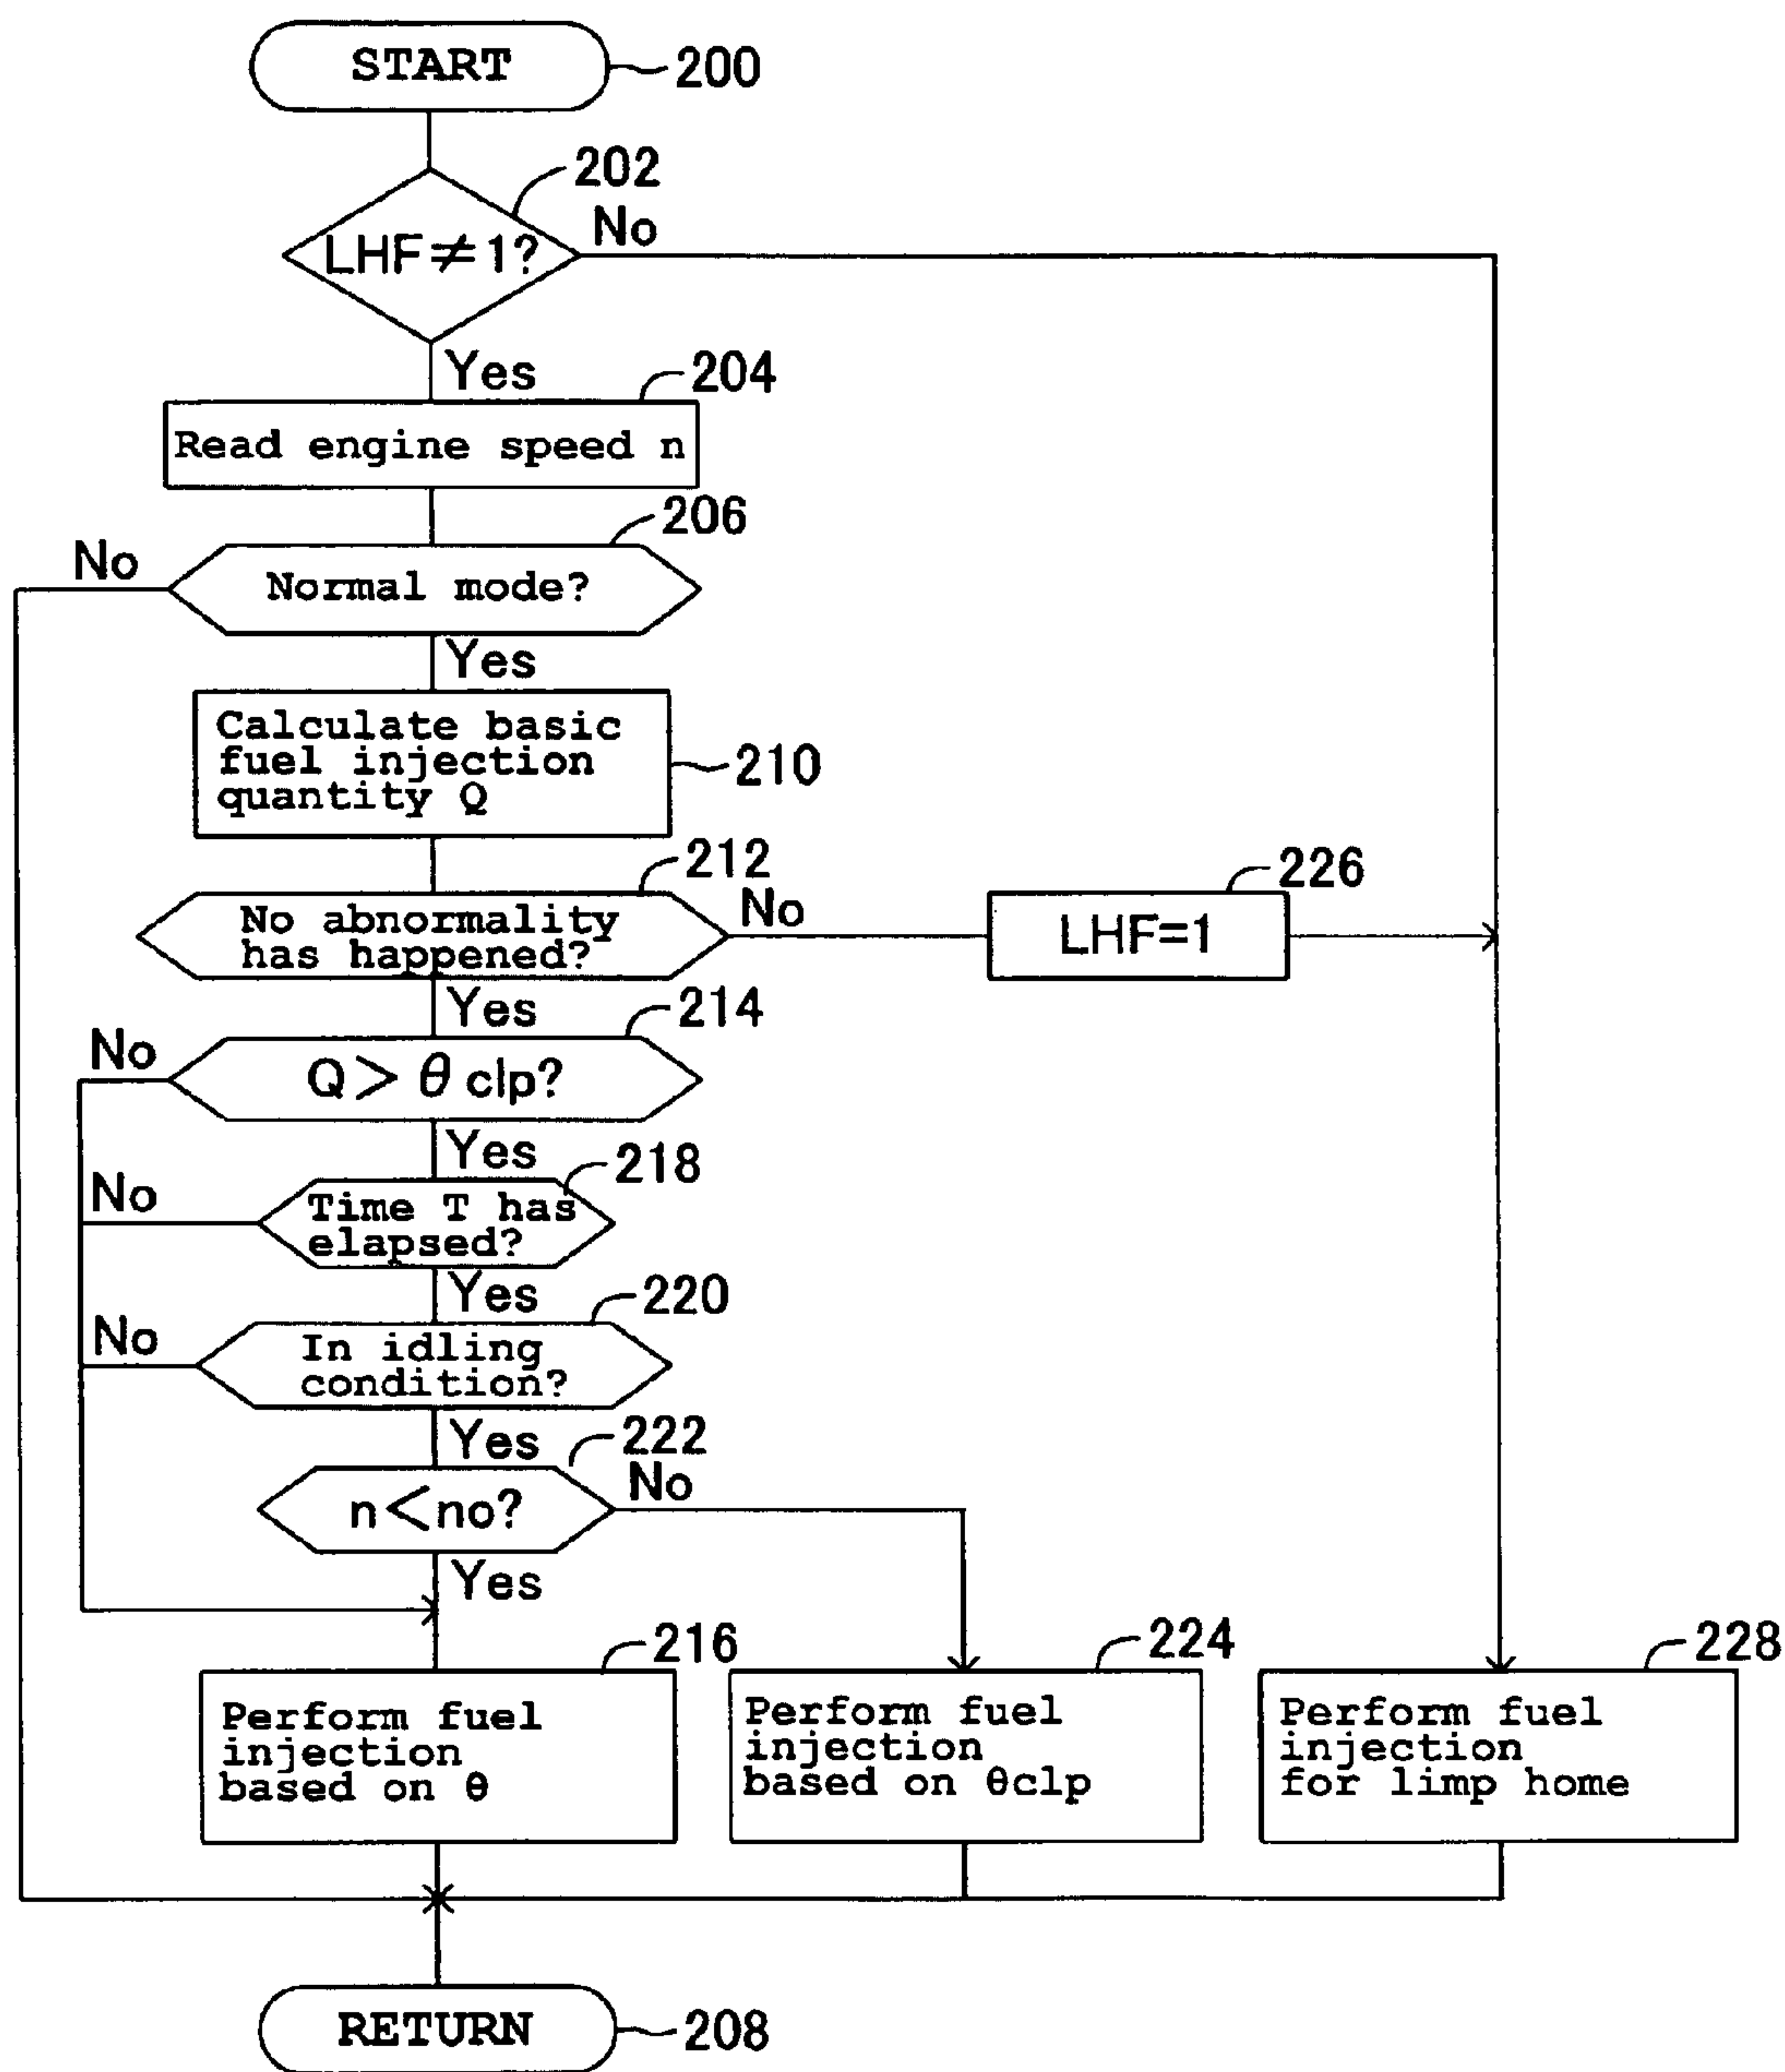 START
200
202
LHF≠1?
No
Yes
204
Read engine speed n
206
No
Normal mode?
Yes
Calculate basic
fuel injection
quantity Q
210
212
No abnormality
has happened?
No
226
LHF=1
Yes
214
No
Q> θ clp?
Yes
218
No
Time T has
elapsed?
Yes
220
No
In idling
condition?
Yes
222
n<no?
No
Yes
216
Perform fuel
injection
based on θ
224
Perform fuel
injection
based on θclp
228
Perform fuel
injection
for limp home
RETURN
208